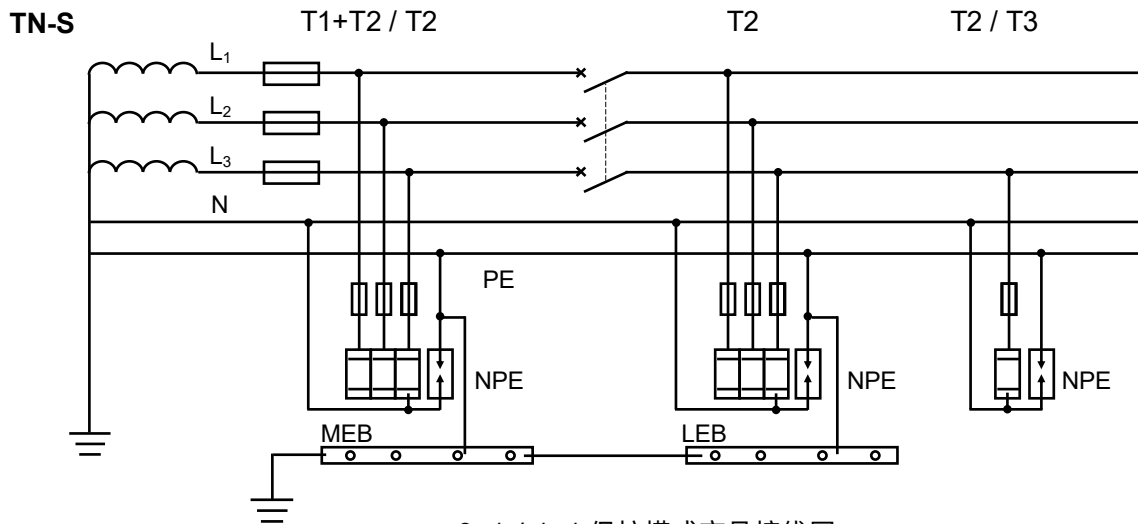 TN-S
T1+T2 / T2
T2
T2 / T3
L₁
L₂
L₃
N
PE
NPE
NPE
NPE
MEB
LEB